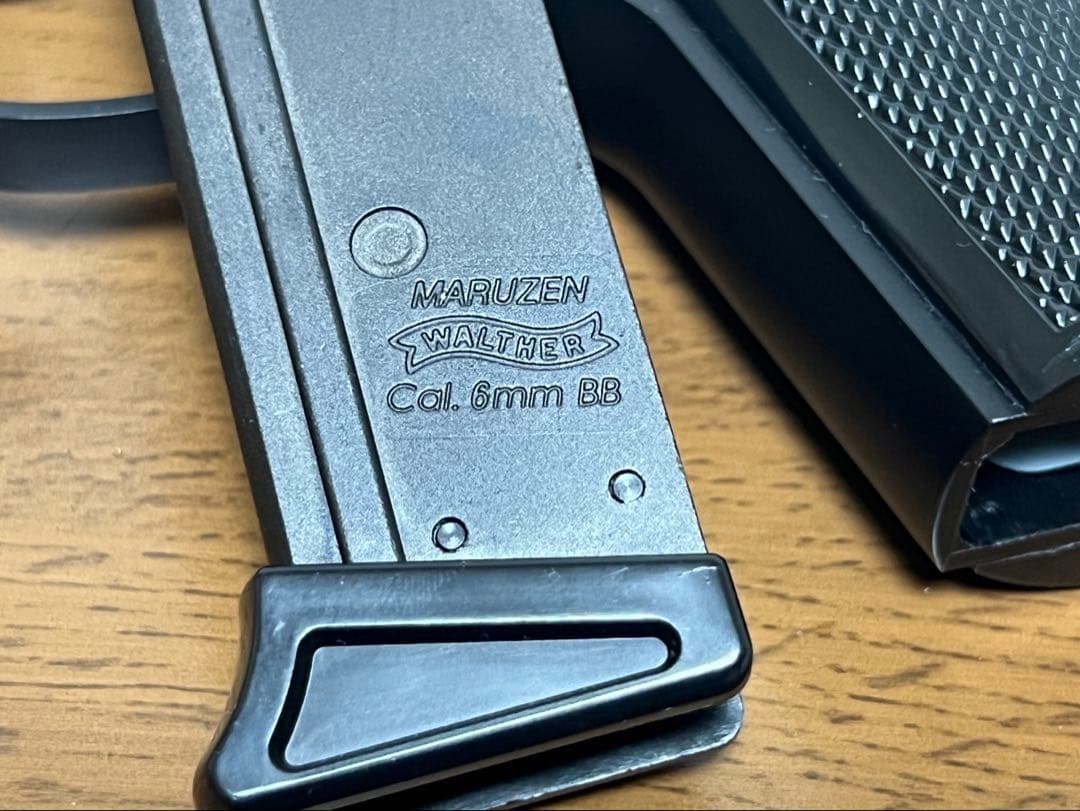 MARUZEN
WALTHER
Cal. 6mm BB